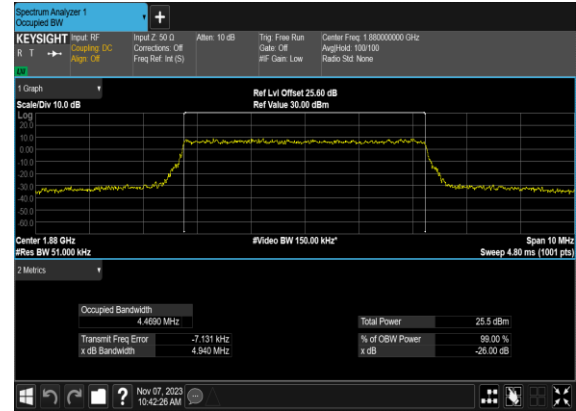 Spectrum Analyzer 1
Occupied BW
+
KEYSIGHT Input: RF Input Z: 50 Ω Atten: 10 dB Trig: Free Run Center Freq: 1.880000000 GHz
R T Coupling: DC Corrections: Off Gate: Off Avg|Hold: 100/100
Align: Off Freq Ref: Int (S) #IF Gain: Low Radio Std: None
LV
1 Graph
Ref Lvl Offset 25.60 dB
Scale/Div 10.0 dB Ref Value 30.00 dBm
Log
20.0
10.0
0.00
-10.0
-20.0
-30.0
-40.0
-50.0
-60.0
Center 1.88 GHz #Video BW 150.00 kHz* Span 10 MHz
#Res BW 51.000 kHz Sweep 4.80 ms (1001 pts)
2 Metrics
Occupied Bandwidth
4.4690 MHz Total Power 25.5 dBm
Transmit Freq Error -7.131 kHz % of OBW Power 99.00 %
x dB Bandwidth 4.940 MHz x dB -26.00 dB
? Nov 07, 2023
10:42:26 AM